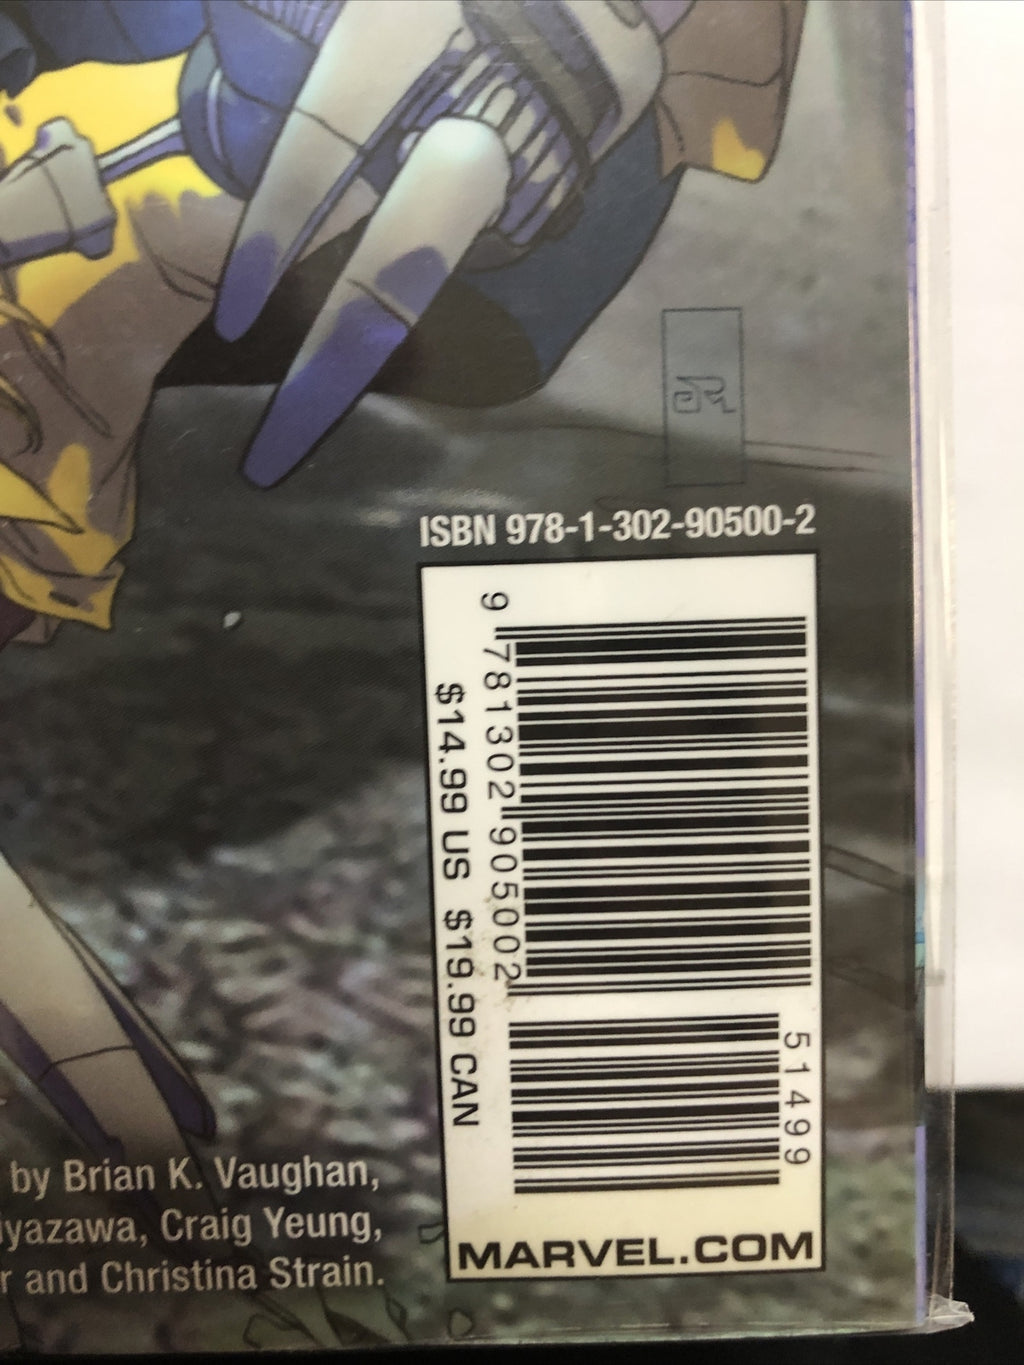 ISBN 978-1-302-90500-2
9 781302 905002
$14.99 US $19.99 CAN
51499
MARVEL.COM
by Brian K. Vaughan,
iyazawa, Craig Yeung,
r and Christina Strain.